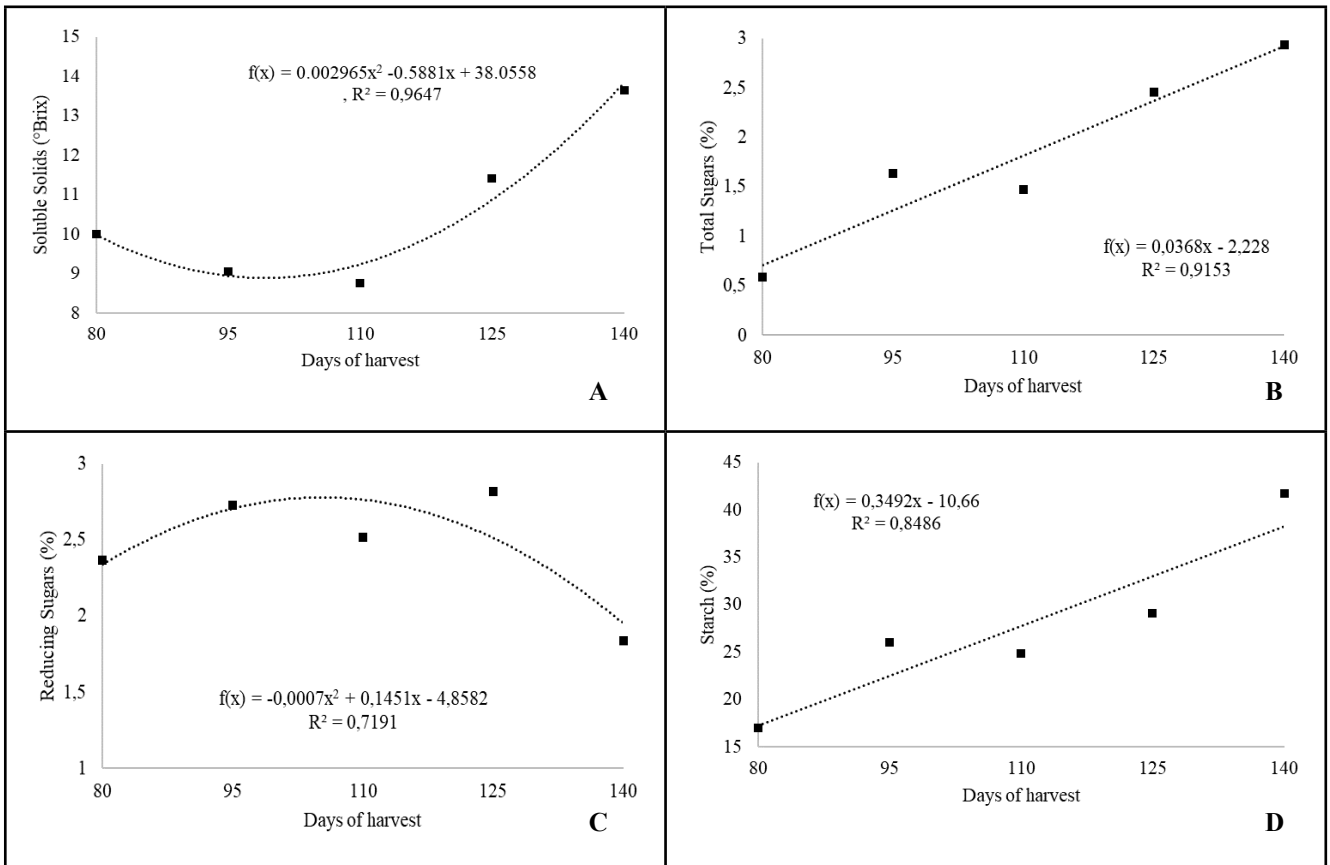 15
14
13
12
11
10
9
8
Soluble Solids (°Brix)
f(x) = 0.002965x² -0.5881x + 38.0558
, R² = 0,9647
80 95 110 125 140
Days of harvest
A
3
2,5
2
1,5
1
0,5
0
Total Sugars (%)
f(x) = 0,0368x - 2,228
R² = 0,9153
80 95 110 125 140
Days of harvest
B
3
2,5
2
1,5
1
Reducing Sugars (%)
f(x) = -0,0007x² + 0,1451x - 4,8582
R² = 0,7191
80 95 110 125 140
Days of harvest
C
45
40
35
30
25
20
15
Starch (%)
f(x) = 0,3492x - 10,66
R² = 0,8486
80 95 110 125 140
Days of harvest
D